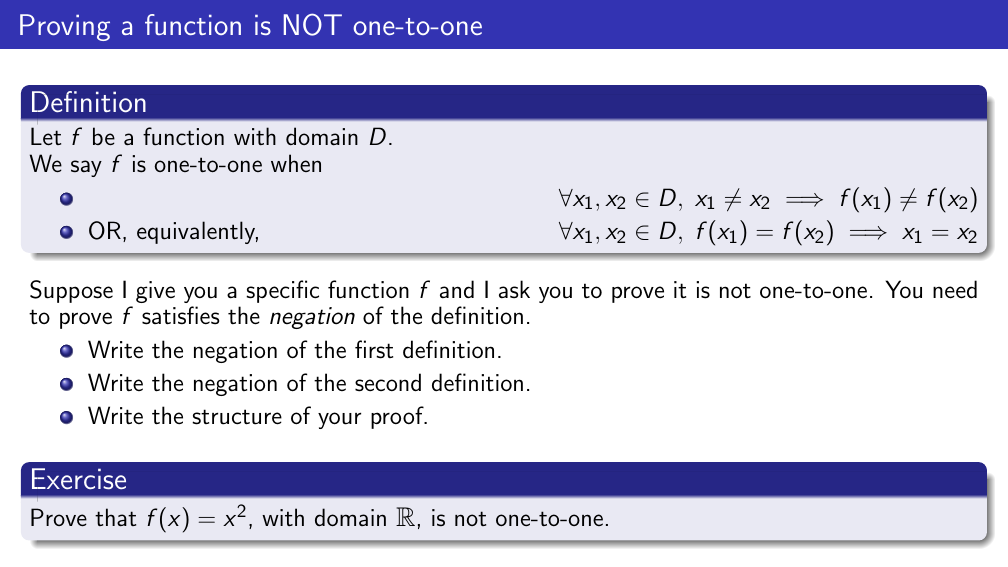 Proving a function is NOT one-to-one
Definition
Let f be a function with domain D.
We say f is one-to-one when
∀x₁, x₂ ∈ D, x₁ ≠ x₂ ⟹ f(x₁) ≠ f(x₂)
OR, equivalently, ∀x₁, x₂ ∈ D, f(x₁) = f(x₂) ⟹ x₁ = x₂
Suppose I give you a specific function f and I ask you to prove it is not one-to-one. You need
to prove f satisfies the negation of the definition.
Write the negation of the first definition.
Write the negation of the second definition.
Write the structure of your proof.
Exercise
Prove that f(x) = x², with domain ℝ, is not one-to-one.